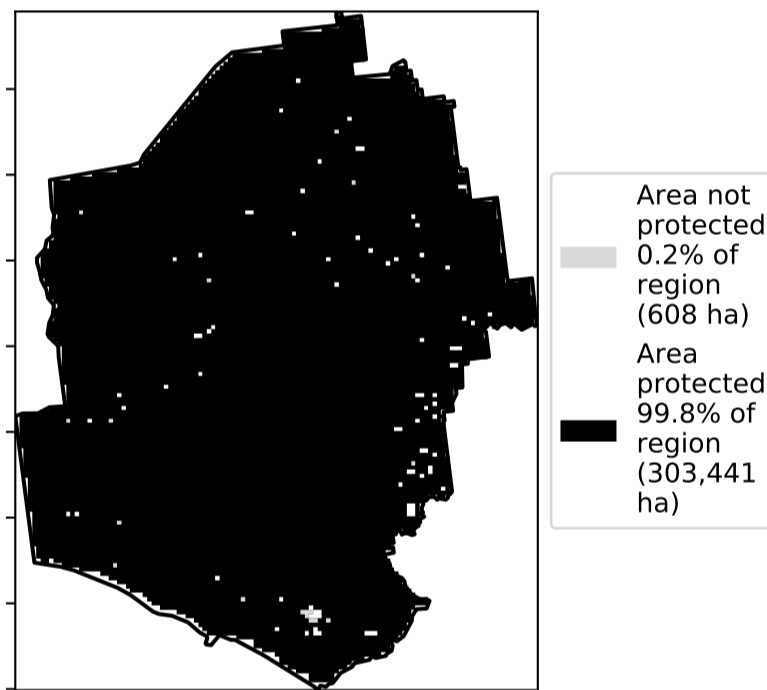 Area not
protected
0.2% of
region
(608 ha)
Area
protected
99.8% of
region
(303,441
ha)